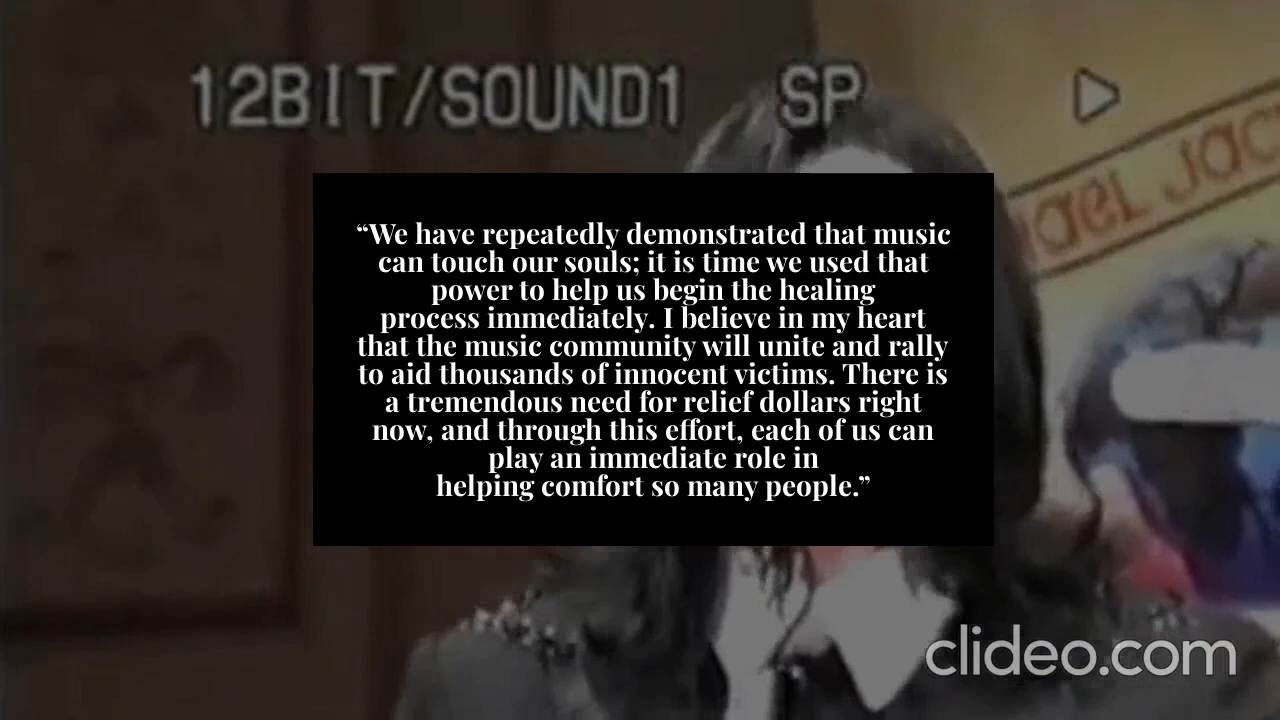 12BIT/SOUND1 SP
ael Jac
“We have repeatedly demonstrated that music
can touch our souls; it is time we used that
power to help us begin the healing
process immediately. I believe in my heart
that the music community will unite and rally
to aid thousands of innocent victims. There is
a tremendous need for relief dollars right
now, and through this effort, each of us can
play an immediate role in
helping comfort so many people.”
clideo.com